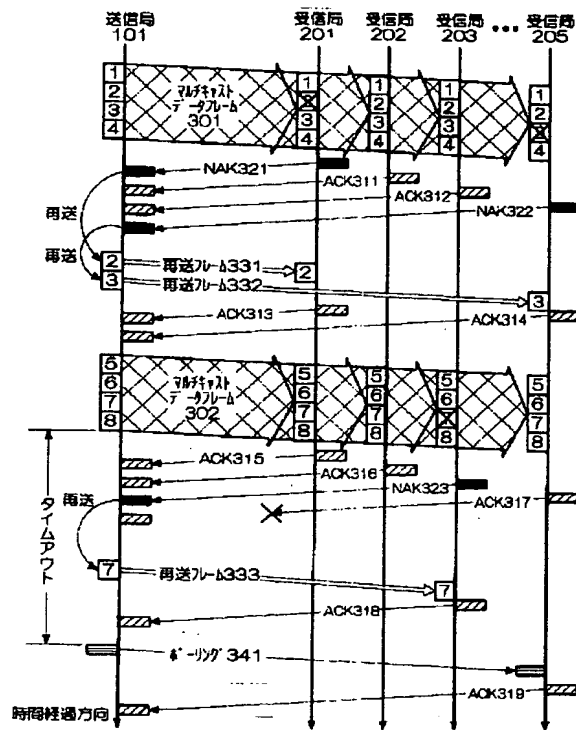 送信局 受信局 受信局 受信局 受信局
101 201 202 203 ••• 205
1 1 1 1 1
2 2 2 2
3 3 3 3
4 4 4 4 4
マルチキャスト
データフレーム
301
NAK321
ACK311
ACK312
NAK322
再送
再送
2 再送フレーム331 2
3 再送フレーム332 3
ACK313
ACK314
5 5 5 5 5
6 6 6 6 6
7 7 7 7
8 8 8 8 8
マルチキャスト
データフレーム
302
ACK315
ACK316
NAK323
ACK317
再送
タイムアウト
7 再送フレーム333 7
ACK318
ポーリング341
ACK319
時間経過方向